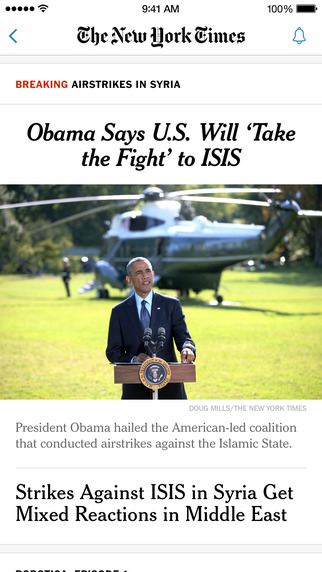 9:41 AM 100%
The New York Times
BREAKING AIRSTRIKES IN SYRIA
Obama Says U.S. Will ‘Take
the Fight’ to ISIS
DOUG MILLS/THE NEW YORK TIMES
President Obama hailed the American-led coalition
that conducted airstrikes against the Islamic State.
Strikes Against ISIS in Syria Get
Mixed Reactions in Middle East